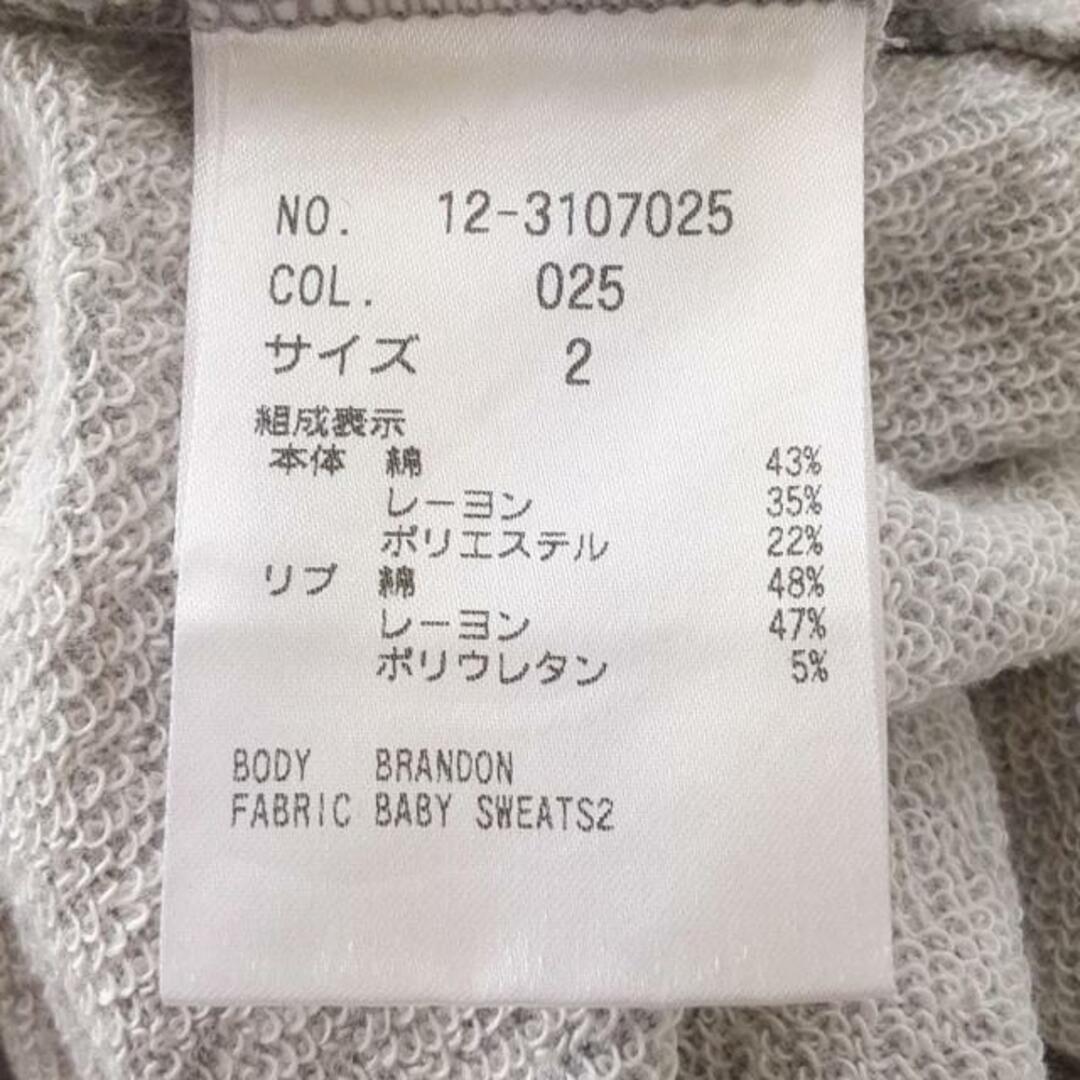 NO. 12-3107025
COL. 025
サイズ 2
組成表示
本体 綿 43%
レーヨン 35%
ポリエステル 22%
リブ 綿 48%
レーヨン 47%
ポリウレタン 5%
BODY BRANDON
FABRIC BABY SWEATS2